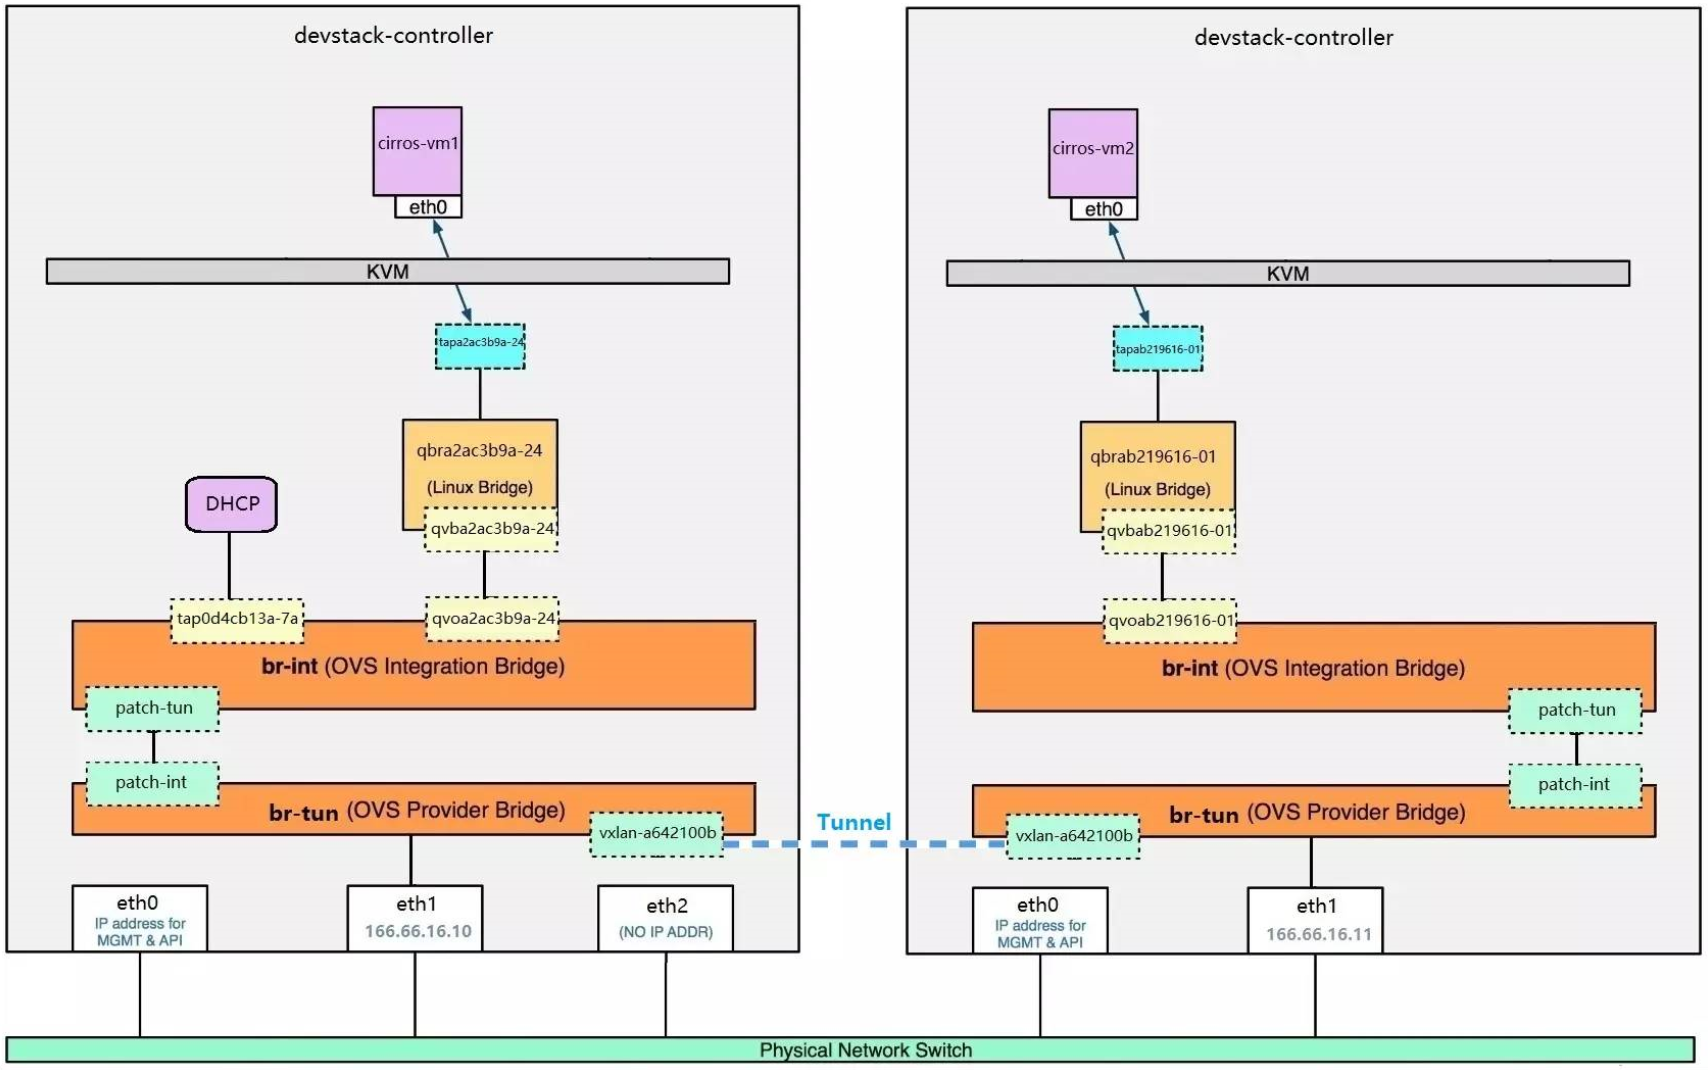 devstack-controller
cirros-vm1
eth0
KVM
tapa2ac3b9a-24
qbra2ac3b9a-24
(Linux Bridge)
DHCP
qvba2ac3b9a-24
tap0d4cb13a-7a
qvoa2ac3b9a-24
br-int (OVS Integration Bridge)
patch-tun
patch-int
br-tun (OVS Provider Bridge)
vxlan-a642100b
eth0
IP address for
MGMT & API
eth1
166.66.16.10
eth2
(NO IP ADDR)
Tunnel
devstack-controller
cirros-vm2
eth0
KVM
tapab219616-01
qbrab219616-01
(Linux Bridge)
qvbab219616-01
qvoab219616-01
br-int (OVS Integration Bridge)
patch-tun
patch-int
br-tun (OVS Provider Bridge)
vxlan-a642100b
eth0
IP address for
MGMT & API
eth1
166.66.16.11
Physical Network Switch